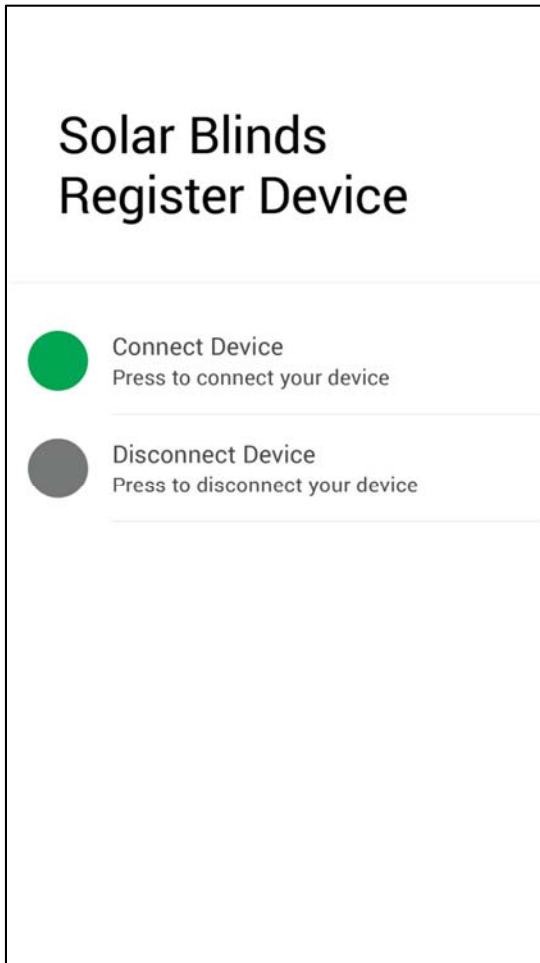 Solar Blinds
Register Device
Connect Device
Press to connect your device
Disconnect Device
Press to disconnect your device